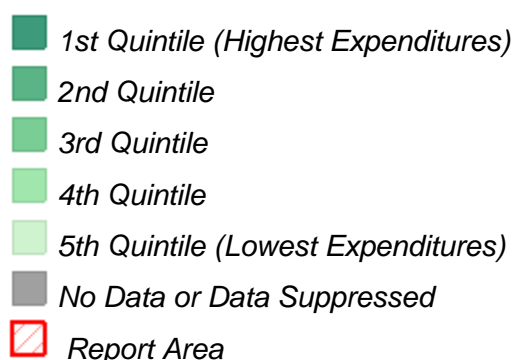 1st Quintile (Highest Expenditures)
2nd Quintile
3rd Quintile
4th Quintile
5th Quintile (Lowest Expenditures)
No Data or Data Suppressed
Report Area